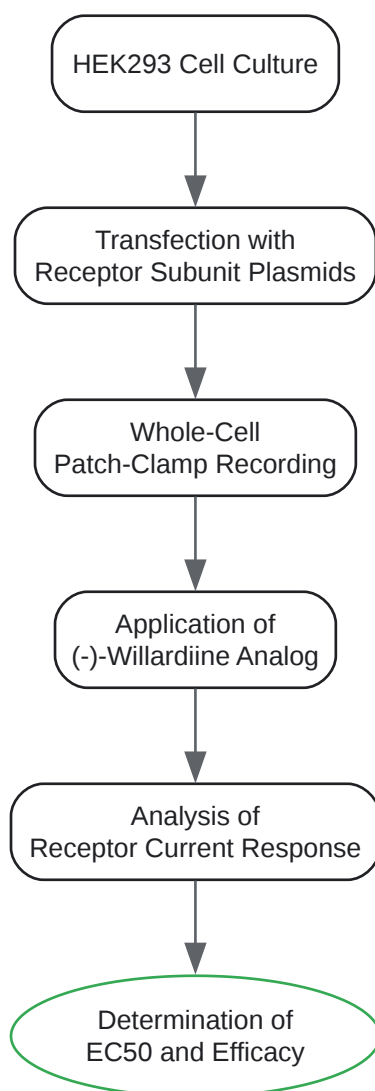 HEK293 Cell Culture
Transfection with
Receptor Subunit Plasmids
Whole-Cell
Patch-Clamp Recording
Application of
(-)-Willardiine Analog
Analysis of
Receptor Current Response
Determination of
EC50 and Efficacy